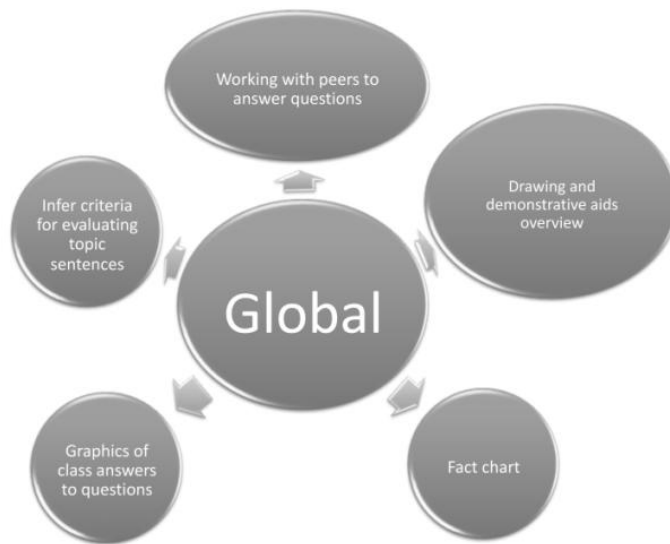 Working with peers to
answer questions
Drawing and
demonstrative aids
overview
Infer criteria
for evaluating
topic
sentences
Global
Graphics of
class answers
to questions
Fact chart